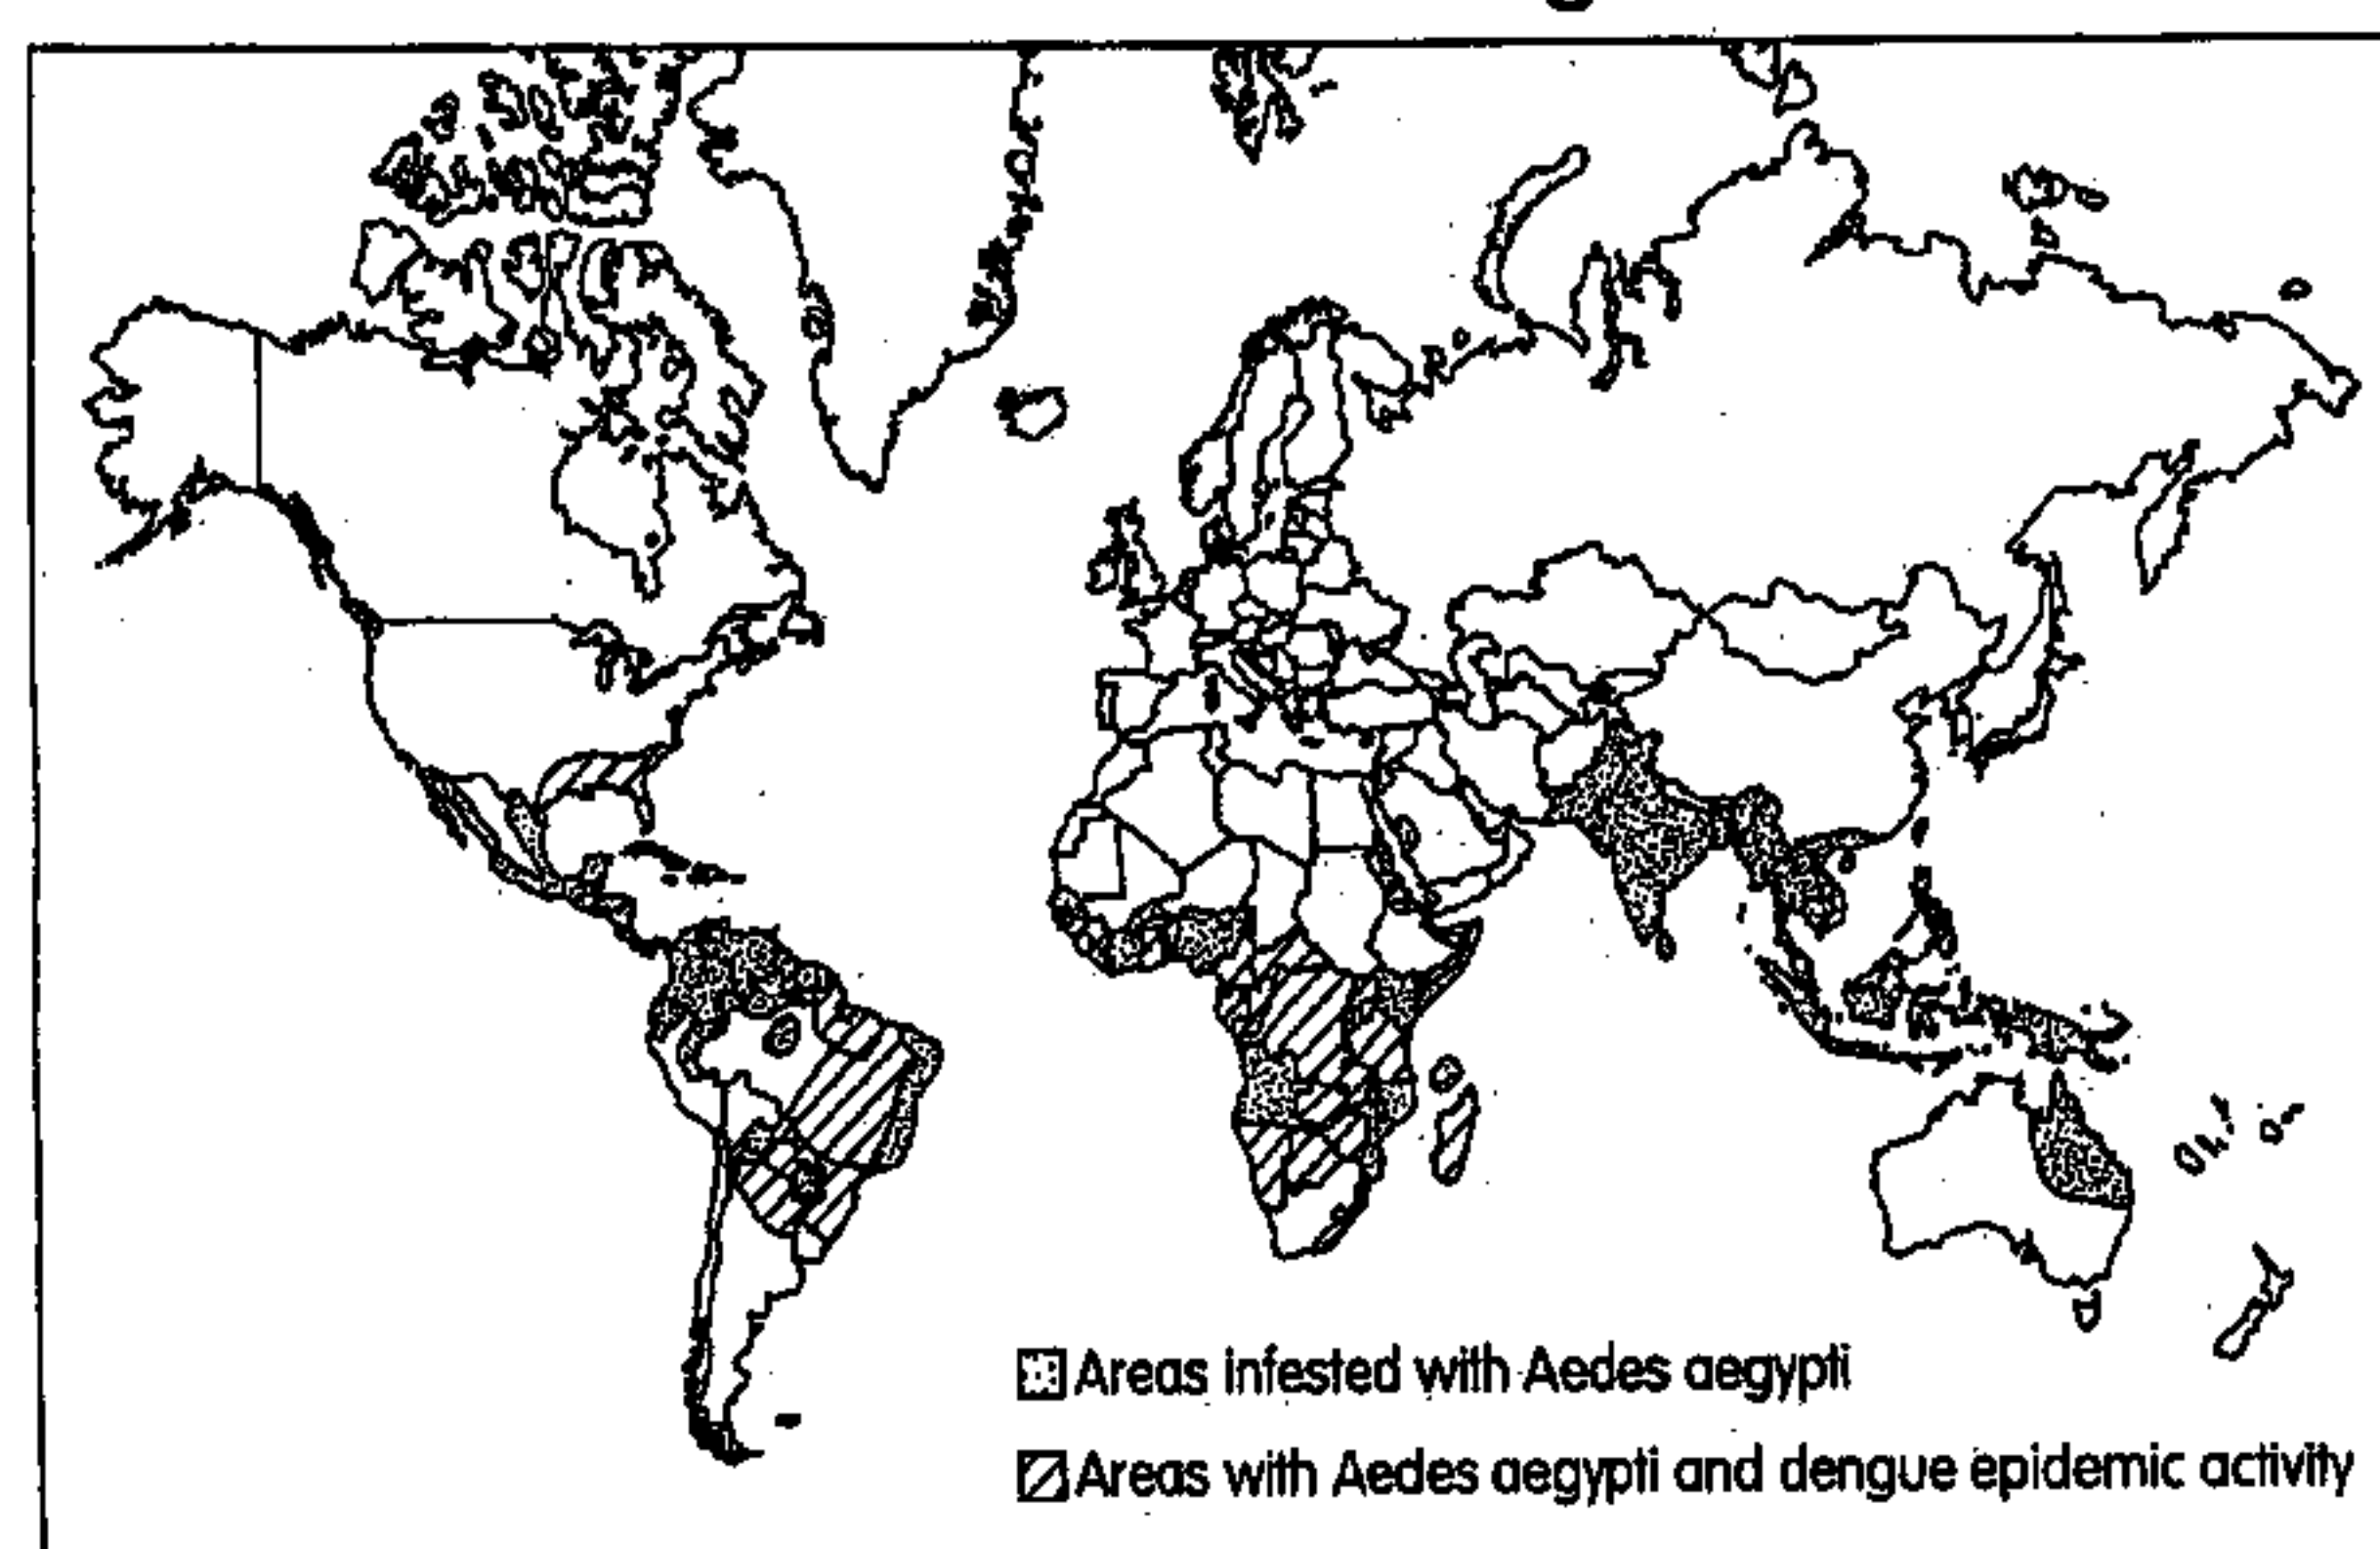 Areas infested with Aedes aegypti
Areas with Aedes aegypti and dengue epidemic activity